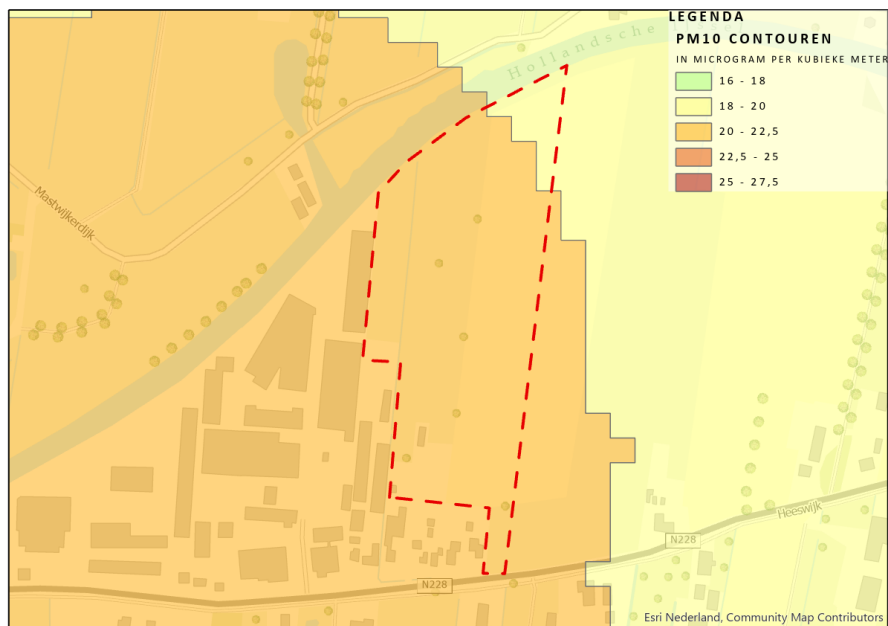 LEGENDA
PM10 CONTOUREN
IN MICROGRAM PER KUBIEKE METER
16 - 18
18 - 20
20 - 22,5
22,5 - 25
25 - 27,5
Hollandsche
Mastwijkerdijk
Heeswijk
N228
N228
Esri Nederland, Community Map Contributors